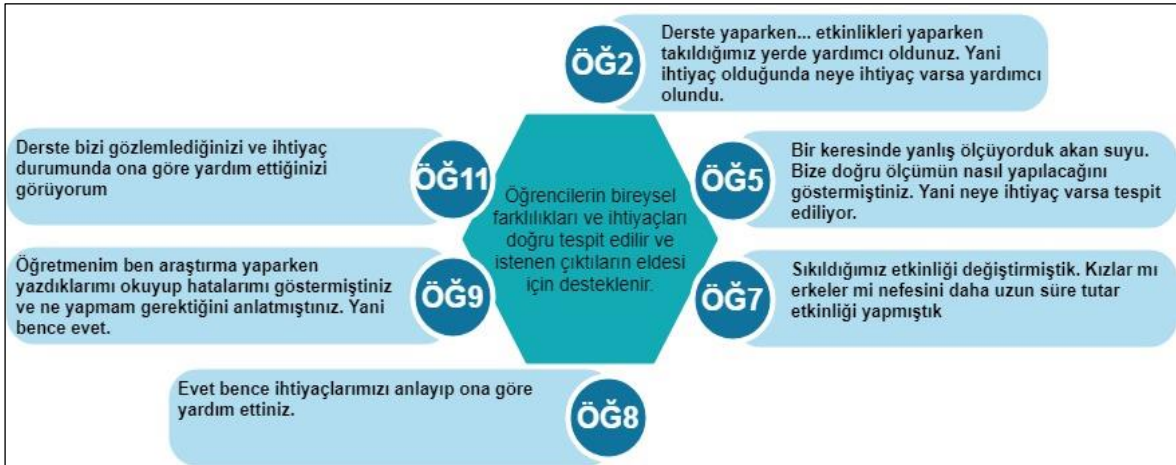 ÖĞ2
Derste yaparken... etkinlikleri yaparken
takıldığımız yerde yardımcı oldunuz. Yani
ihtiyaç olduğunda neye ihtiyaç varsa yardımcı
olundu.
ÖĞ11
Derste bizi gözlemlediğinizi ve ihtiyaç
durumunda ona göre yardım ettiğinizi
görüyorum
Öğrencilerin bireysel
farklılıkları ve ihtiyaçları
doğru tespit edilir ve
istenen çıktıların eldesi
için desteklenir.
ÖĞ5
Bir keresinde yanlış ölçüyorduk akan suyu.
Bize doğru ölçümün nasıl yapılacağını
göstermiştiniz. Yani neye ihtiyaç varsa tespit
ediliyor.
ÖĞ9
Öğretmenim ben araştırma yaparken
yazdıklarımı okuyup hatalarımı göstermiştiniz
ve ne yapmam gerektiğini anlatmıştınız. Yani
bence evet.
ÖĞ7
Sıkıldığımız etkinliği değiştirmiştik. Kızlar mı
erkeler mi nefesini daha uzun süre tutar
etkinliği yapmıştık
ÖĞ8
Evet bence ihtiyaçlarımızı anlayıp ona göre
yardım ettiniz.